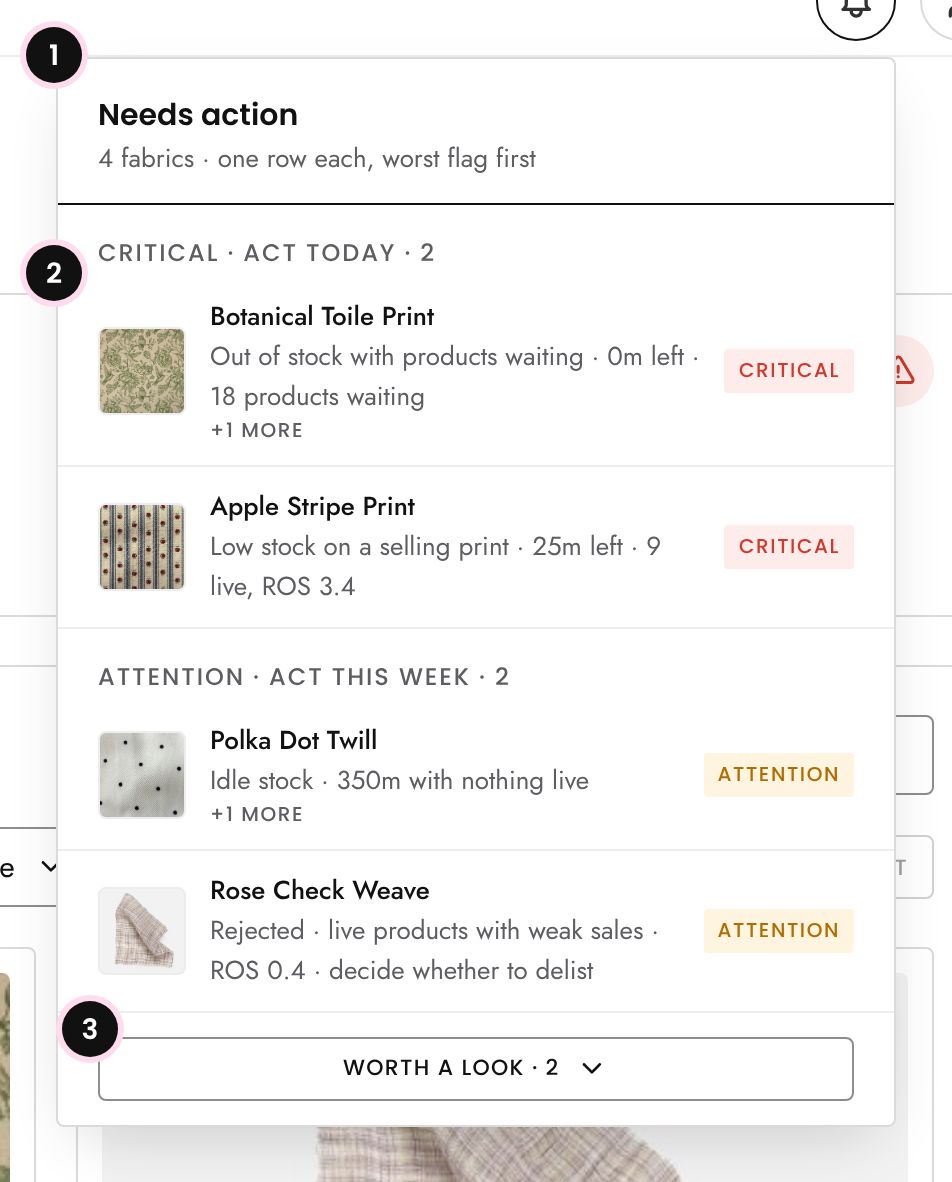 1
Needs action
4 fabrics · one row each, worst flag first
2
CRITICAL · ACT TODAY · 2
Botanical Toile Print
Out of stock with products waiting · 0m left ·
18 products waiting
+1 MORE
CRITICAL
Apple Stripe Print
Low stock on a selling print · 25m left · 9
live, ROS 3.4
CRITICAL
ATTENTION · ACT THIS WEEK · 2
Polka Dot Twill
Idle stock · 350m with nothing live
+1 MORE
ATTENTION
e
T
Rose Check Weave
Rejected · live products with weak sales ·
ROS 0.4 · decide whether to delist
ATTENTION
3
WORTH A LOOK · 2